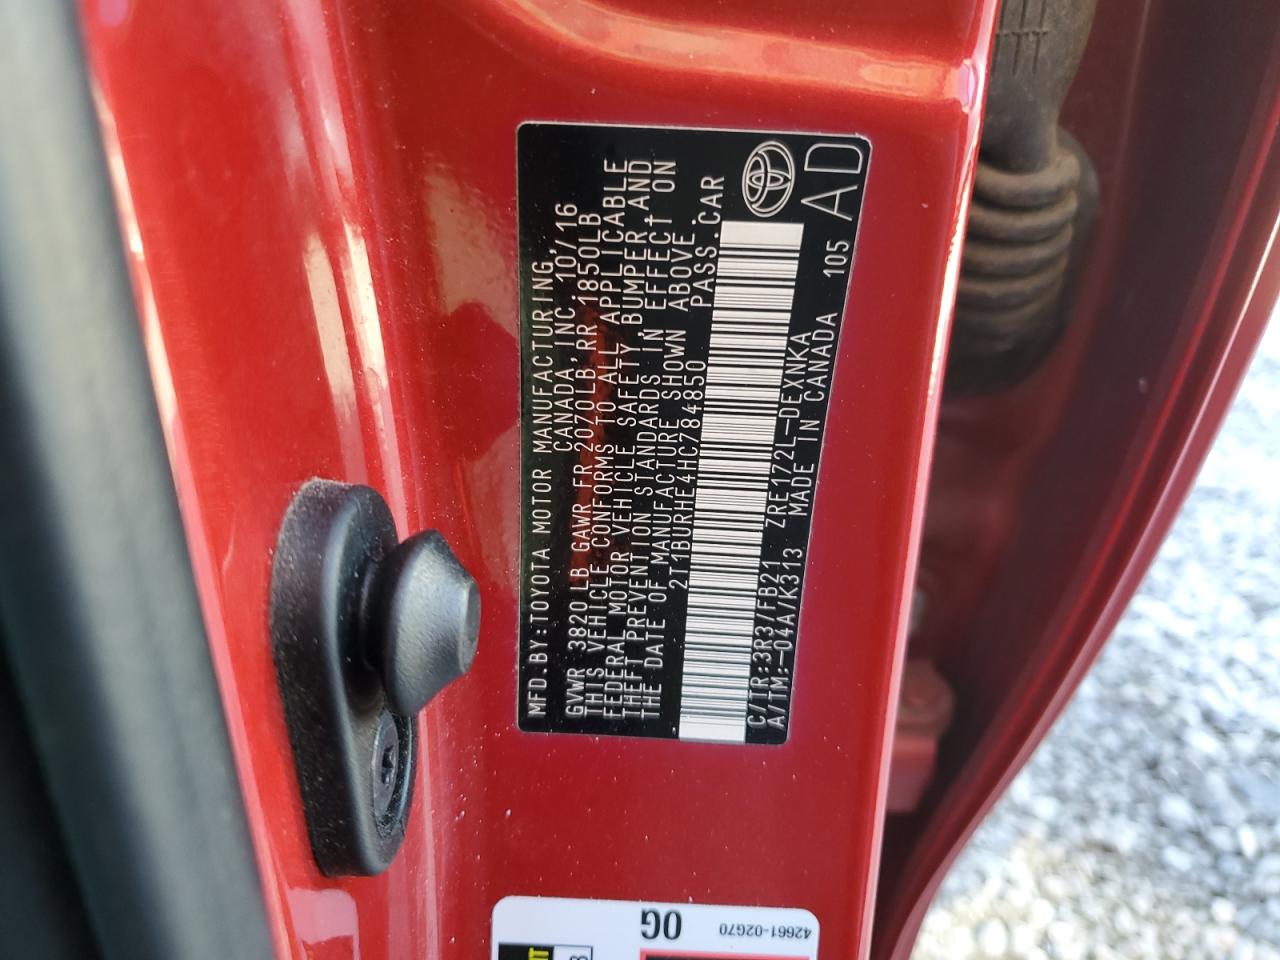 MFD.BY:TOYOTA MOTOR MANUFACTURING,
CANADA,INC. 10/16
GVWR 3820 LB GAWR FR 2070LB RR 1850LB
THIS VEHICLE CONFORMS TO ALL APPLICABLE
FEDERAL MOTOR VEHICLE SAFETY,BUMPER,AND
THEFT PREVENTION STANDARDS IN EFFECT ON
THE DATE OF MANUFACTURE SHOWN ABOVE.
2T1BURHE4HC784850 PASS.CAR
C/TR:3R3/FB21 ZRE172L-DEXNKA
A/TM:-04A/K313 MADE IN CANADA 105
AD
42661-02G70
0G